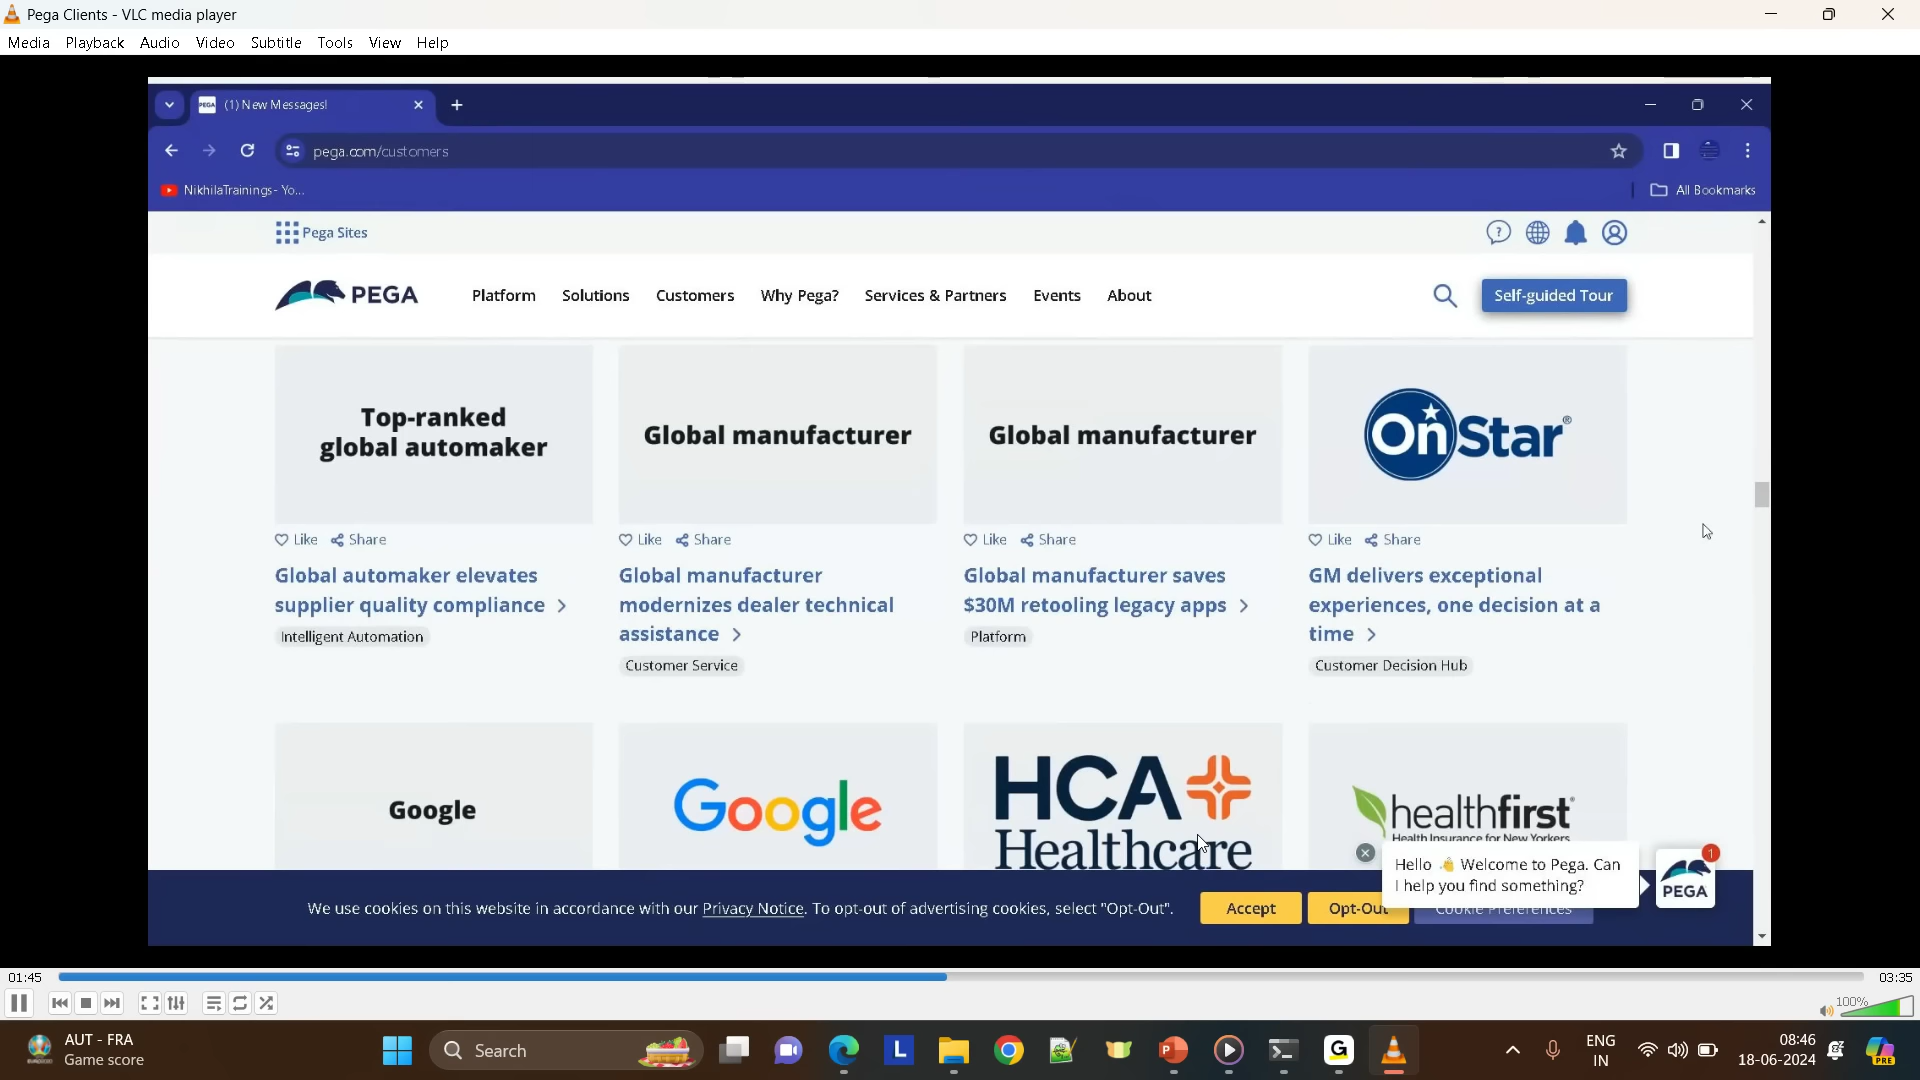 Pega Clients - VLC media player
Media Playback Audio Video Subtitle Tools View Help
PEGA (1) New Messages!
pega.com/customers
NikhilaTrainings - Yo...
All Bookmarks
Pega Sites
PEGA Platform Solutions Customers Why Pega? Services & Partners Events About Self-guided Tour
Top-ranked
global automaker
Global manufacturer
Global manufacturer
OnStar®
Like Share Like Share Like Share Like Share
Global automaker elevates
supplier quality compliance
Intelligent Automation
Global manufacturer
modernizes dealer technical
assistance
Customer Service
Global manufacturer saves
$30M retooling legacy apps
Platform
GM delivers exceptional
experiences, one decision at a
time
Customer Decision Hub
Google
Google
HCA
Healthcare
healthfirst
Health Insurance for New Yorkers
Hello Welcome to Pega. Can
I help you find something?
1
PEGA
We use cookies on this website in accordance with our Privacy Notice. To opt-out of advertising cookies, select "Opt-Out". Accept Opt-Out Cookie Preferences
01:45 03:35
100%
AUT - FRA
Game score
Search
L
G
PRE
ENG
IN
08:46
18-06-2024